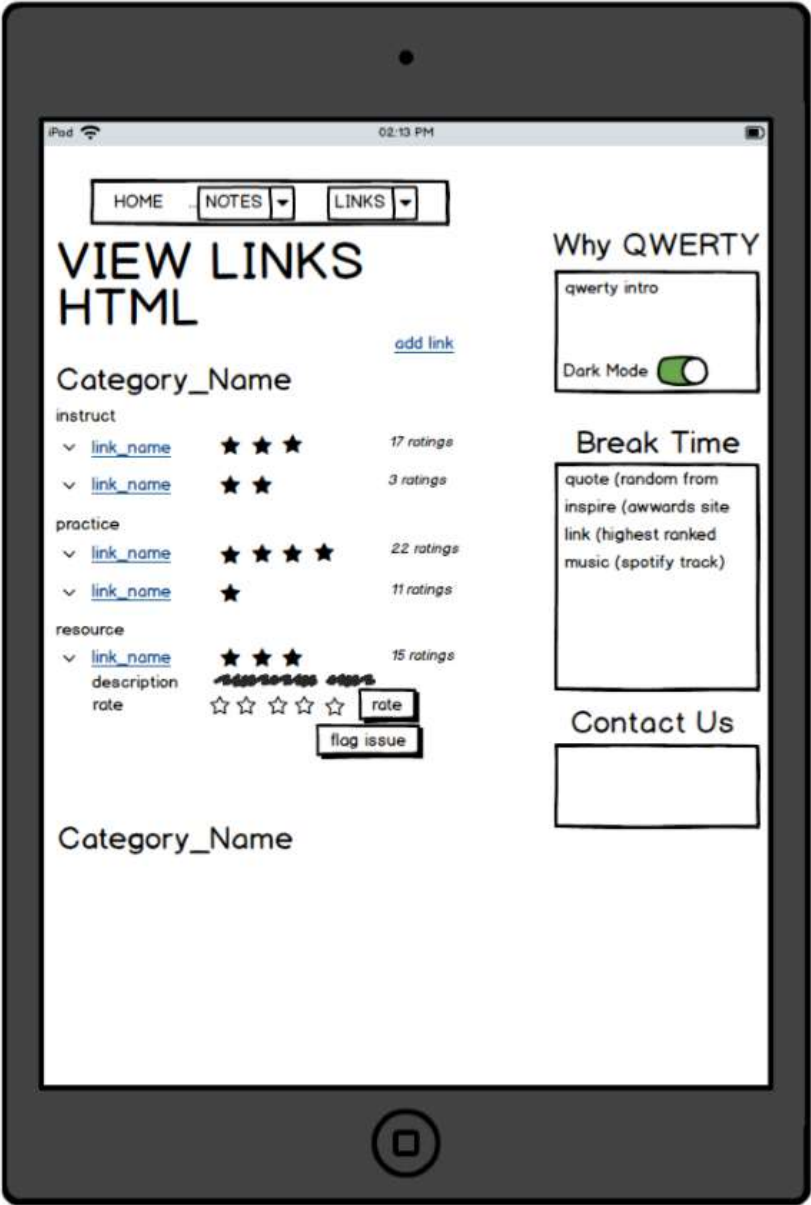 iPad 02:13 PM
HOME NOTES LINKS
VIEW LINKS
HTML
add link
Category_Name
instruct
link_name 17 ratings
link_name 3 ratings
practice
link_name 22 ratings
link_name 11 ratings
resource
link_name 15 ratings
description
rate rate
flag issue
Category_Name
Why QWERTY
qwerty intro
Dark Mode
Break Time
quote (random from
inspire (awwards site
link (highest ranked
music (spotify track)
Contact Us